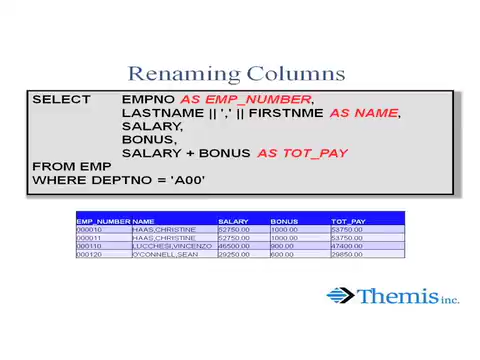 Renaming Columns
SELECT EMPNO AS EMP_NUMBER,
LASTNAME || ',' || FIRSTNME AS NAME,
SALARY,
BONUS,
SALARY + BONUS AS TOT_PAY
FROM EMP
WHERE DEPTNO = 'A00'
EMP_NUMBER NAME SALARY BONUS TOT_PAY
000010 HAAS,CHRISTINE 52750.00 1000.00 53750.00
000011 HAAS,CHRISTINE 52750.00 1000.00 53750.00
000110 LUCCHESI,VINCENZO 46500.00 900.00 47400.00
000120 O'CONNELL,SEAN 29250.00 600.00 29850.00
Themis inc.